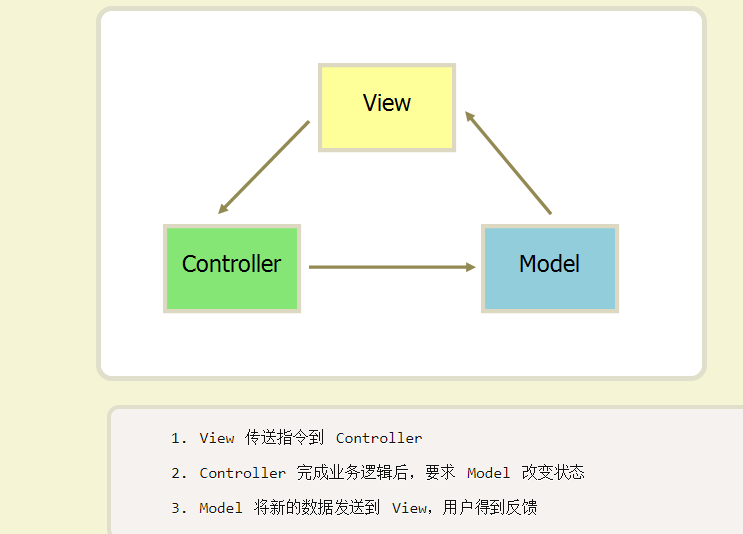 View
Controller
Model
1. View 传送指令到 Controller
2. Controller 完成业务逻辑后，要求 Model 改变状态
3. Model 将新的数据发送到 View，用户得到反馈